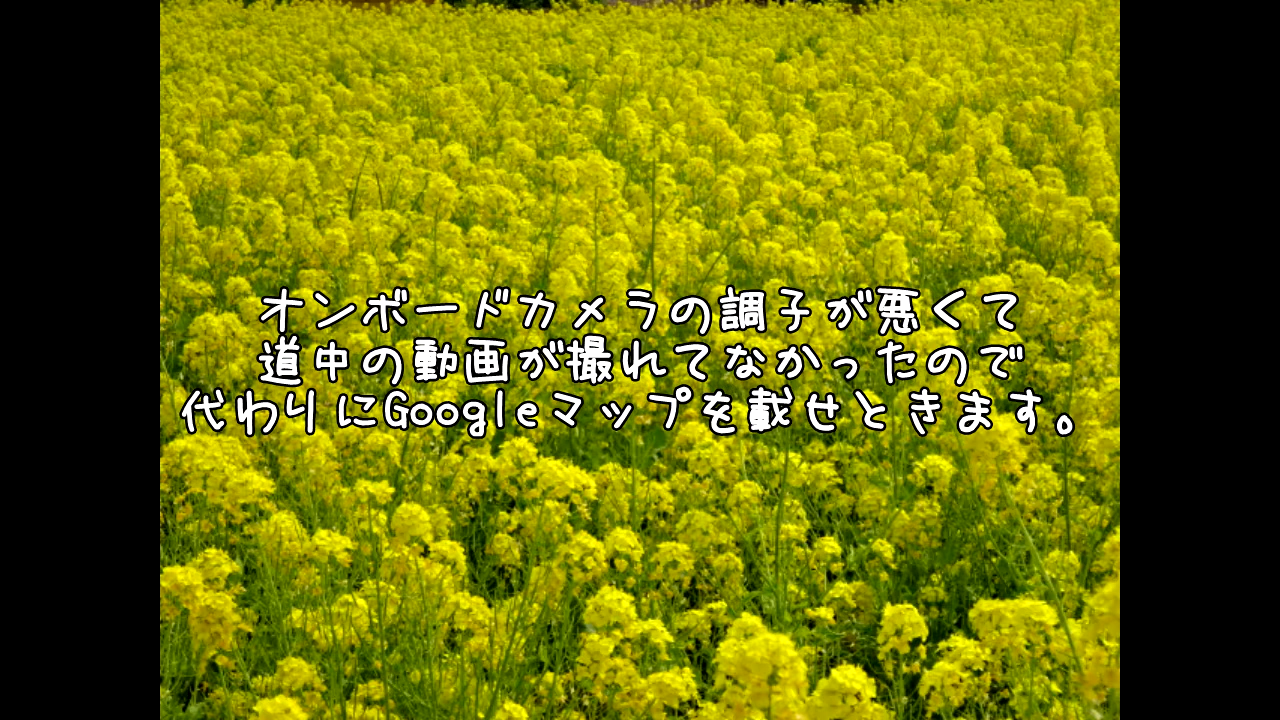 オンボードカメラの調子が悪くて
道中の動画が撮れてなかったので
代わりにGoogleマップを載せときます。